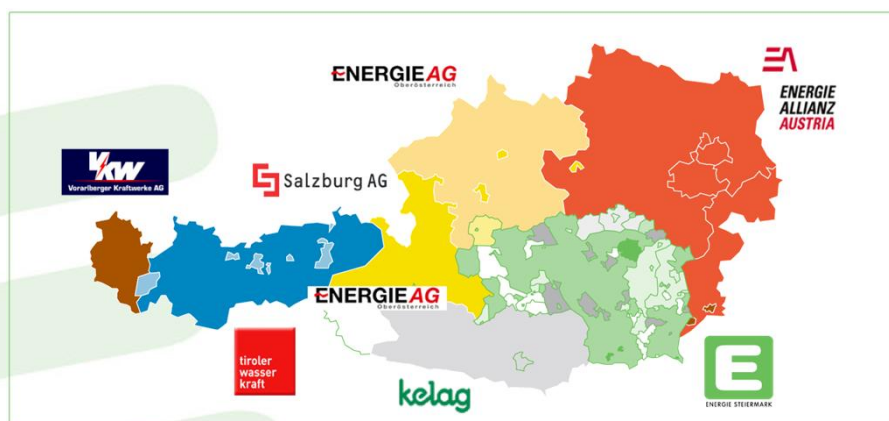 ENERGIE AG
Oberösterreich
EA
ENERGIE
ALLIANZ
AUSTRIA
VKW
Vorarlberger Kraftwerke AG
Salzburg AG
ENERGIE AG
Oberösterreich
tiroler
wasser
kraft
kelag
E
ENERGIE STEIERMARK